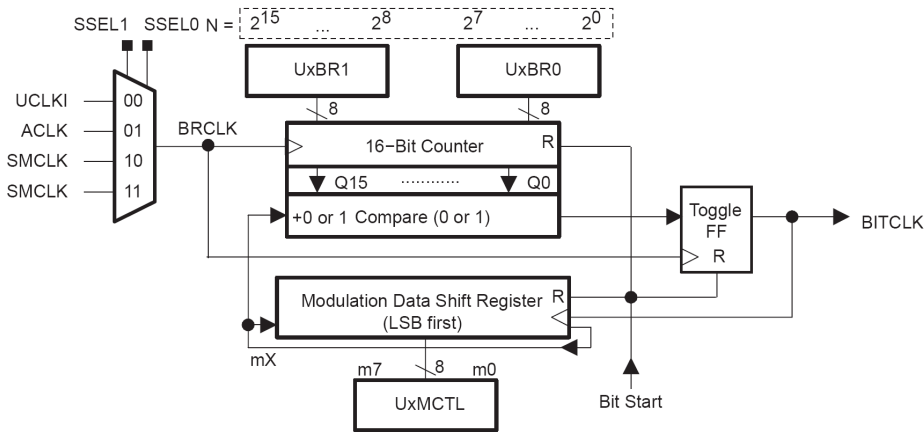 SSEL1 SSEL0 N = 2^15 ... 2^8 2^7 ... 2^0
UxBR1
UxBR0
8
8
UCLKI
00
ACLK
01
SMCLK
10
SMCLK
11
BRCLK
16−Bit Counter
R
Q15 ............ Q0
+0 or 1 Compare (0 or 1)
Toggle
FF
R
BITCLK
Modulation Data Shift Register
(LSB first)
R
mX
m7
8
m0
UxMCTL
Bit Start